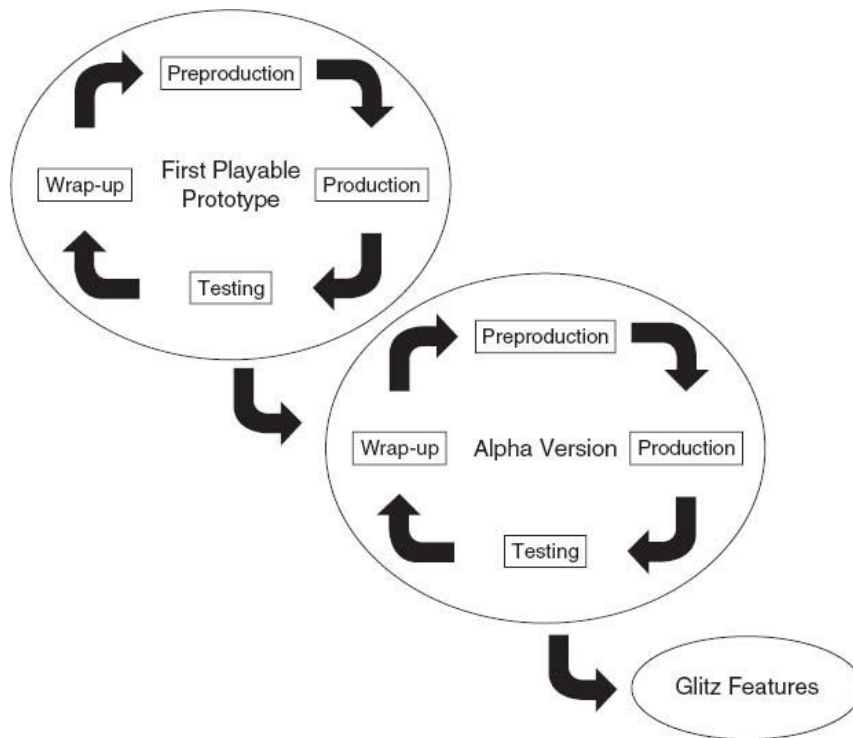 Preproduction
Wrap-up
First Playable
Prototype
Production
Testing
Preproduction
Wrap-up
Alpha Version
Production
Testing
Glitz Features